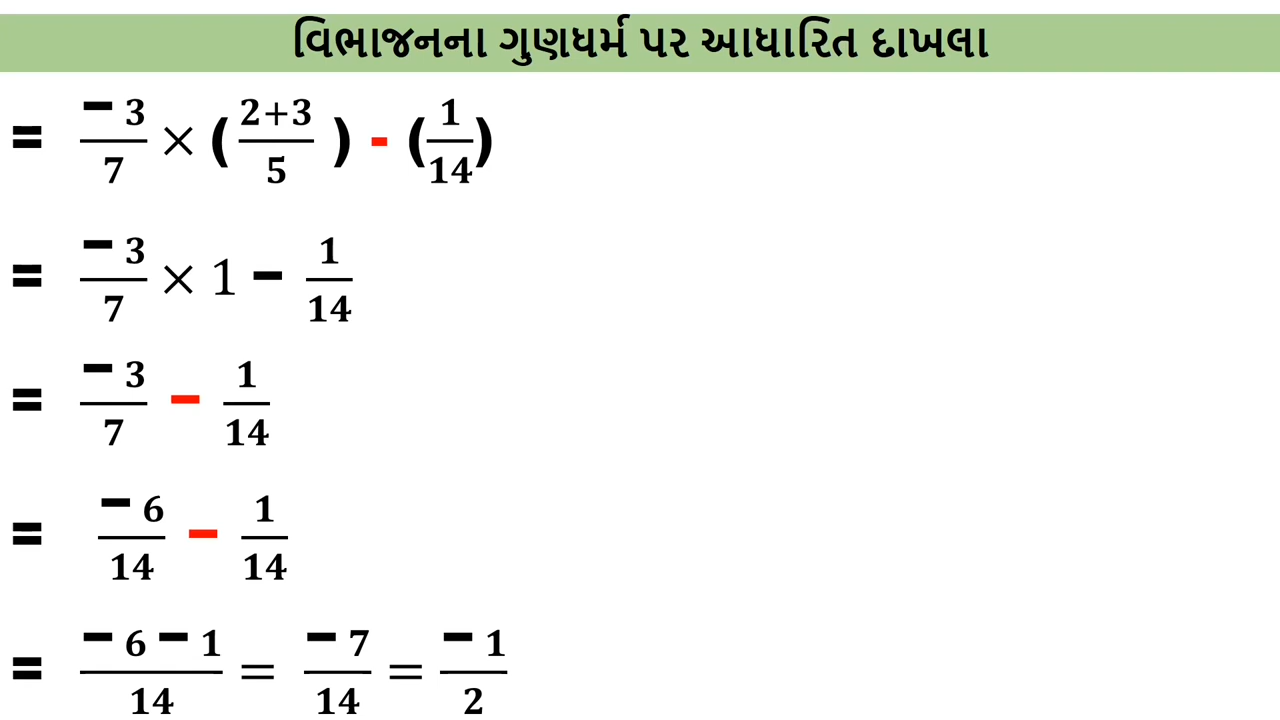 વિભાજનના ગુણધર્મ પર આધારિત દાખલા
= -3/7 × ( 2+3/5 ) - (1/14)
= -3/7 × 1 - 1/14
= -3/7 - 1/14
= -6/14 - 1/14
= -6-1/14 = -7/14 = -1/2